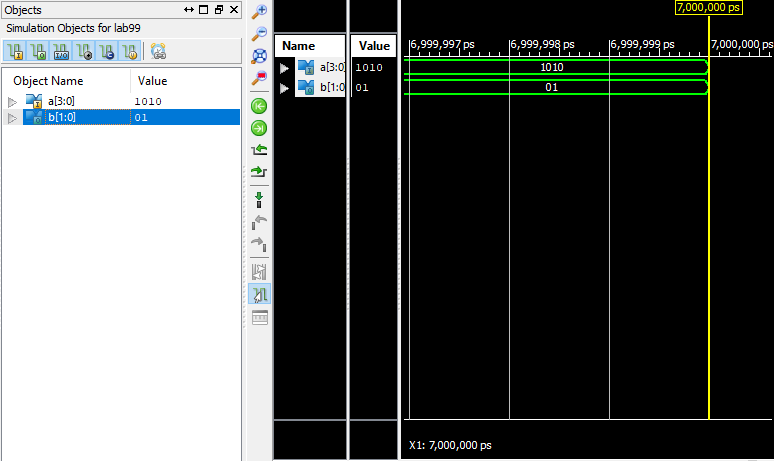 Objects
Simulation Objects for lab99
Object Name Value
a[3:0] 1010
b[1:0] 01
Name Value
a[3:0] 1010
b[1:0] 01
7,000,000 ps
6,999,997 ps 6,999,998 ps 6,999,999 ps 7,000,000 ps
1010
01
X1: 7,000,000 ps